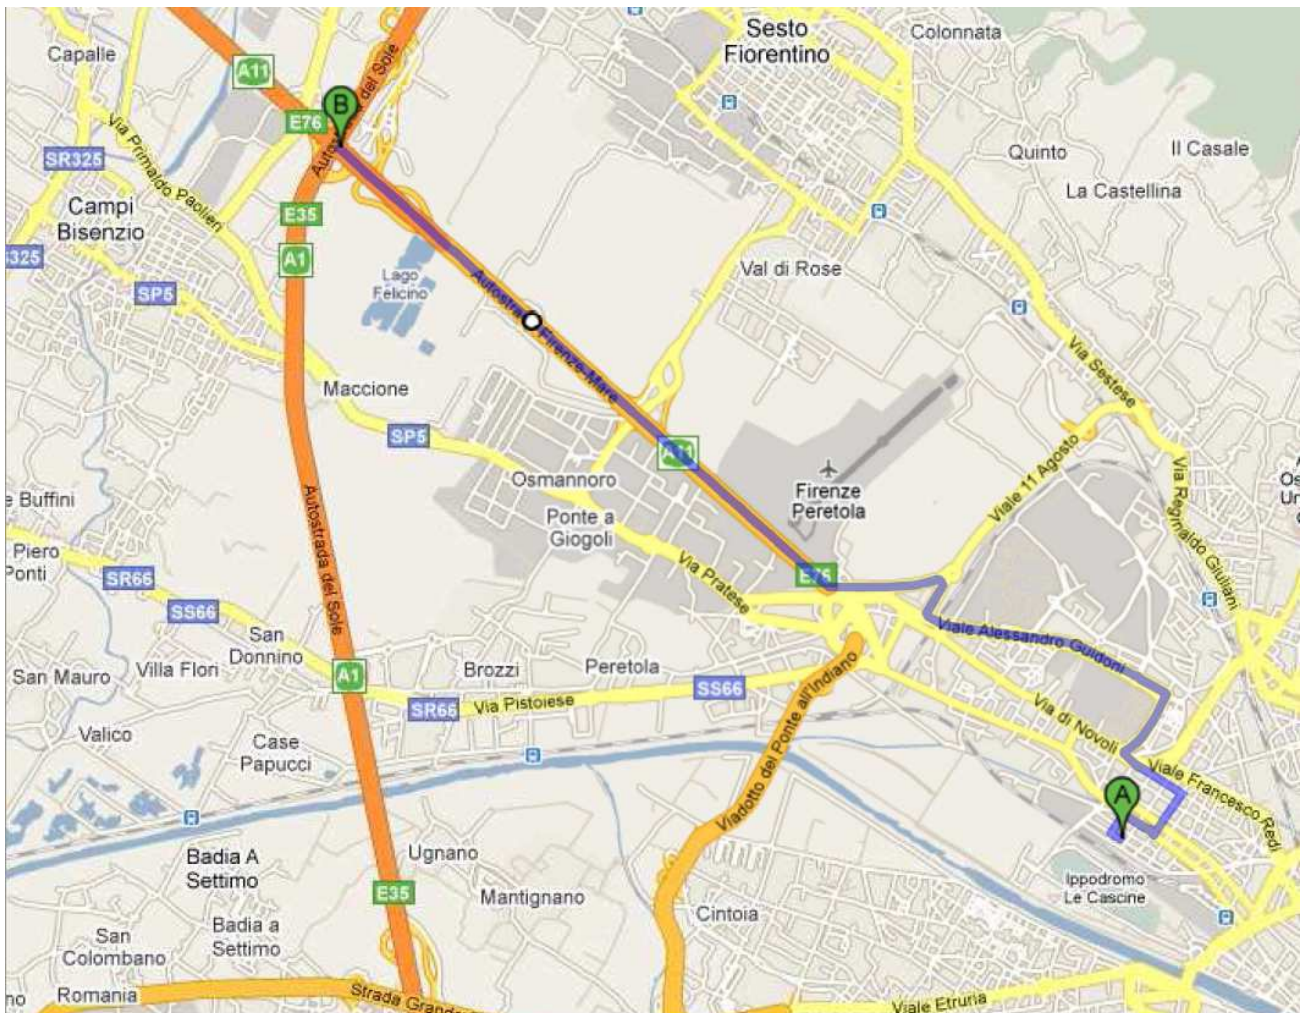 Sesto
Fiorentino
Colonnata
Capalle
A11
Autostrada del Sole
B
E76
Via Primaldo Paolieri
Quinto
Il Casale
SR325
La Castellina
Campi
Bisenzio
E35
A1
SP5
Lago
Felicino
Val di Rose
Autostrada Firenze-Mare
Via Sestese
Maccione
SP5
A11
Viale 11 Agosto
Osmannoro
Firenze
Peretola
Via Reginaldo Giuliani
e Buffini
Ponte a
Giogoli
Autostrada del Sole
Piero
Ponti
SR66
Via Pratese
E76
SS66
Viale Alessandro Guidoni
San
Donnino
Villa Flori
Brozzi
Peretola
San Mauro
A1
SS66
SR66
Via Pistoiese
Viadotto del Ponte all'Indiano
Via di Novoli
Valico
Case
Papucci
Viale Francesco Redi
A
Badia A
Settimo
Ugnano
Ippodromo
Le Cascine
E35
Mantignano
Cintoia
Badia a
Settimo
San
Colombano
Romania
Strada Grand
Viale Etruria